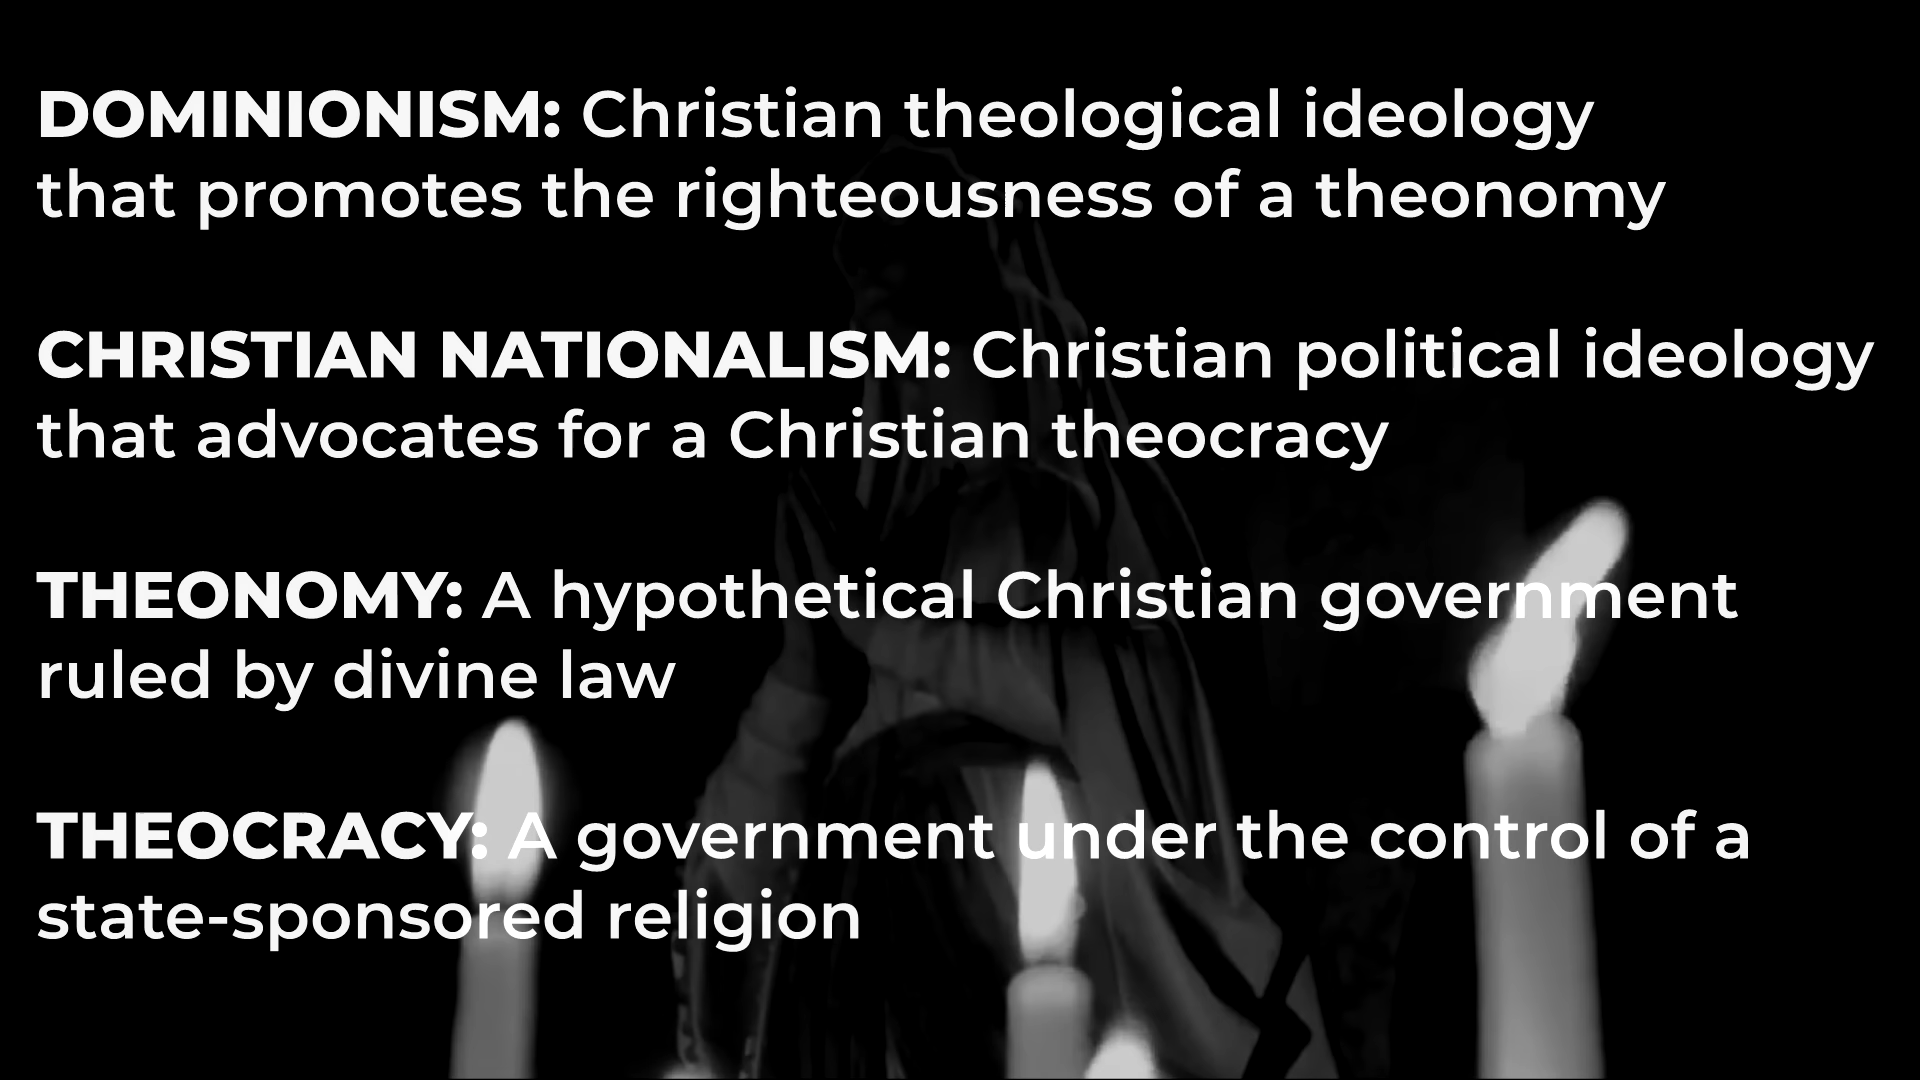 DOMINIONISM: Christian theological ideology
that promotes the righteousness of a theonomy
CHRISTIAN NATIONALISM: Christian political ideology
that advocates for a Christian theocracy
THEONOMY: A hypothetical Christian government
ruled by divine law
THEOCRACY: A government under the control of a
state-sponsored religion